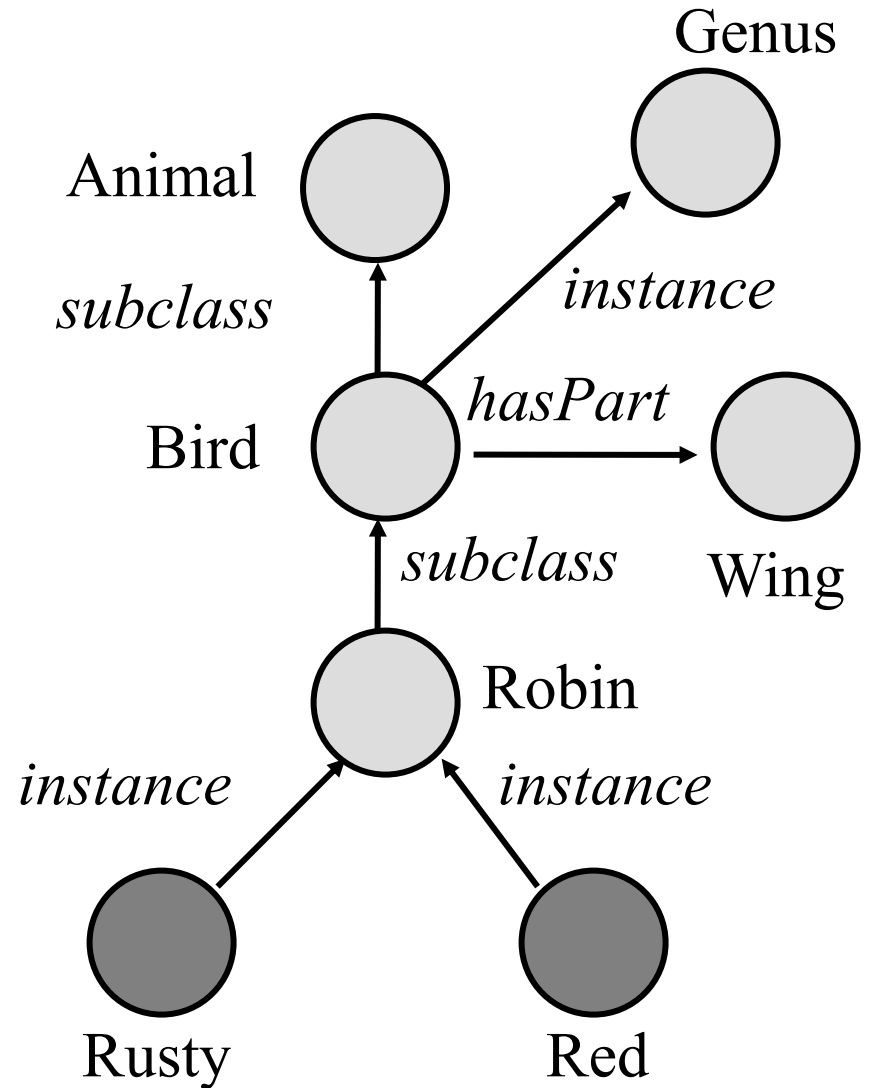 Genus
Animal
subclass
instance
hasPart
Bird
subclass
Wing
Robin
instance
instance
Rusty
Red